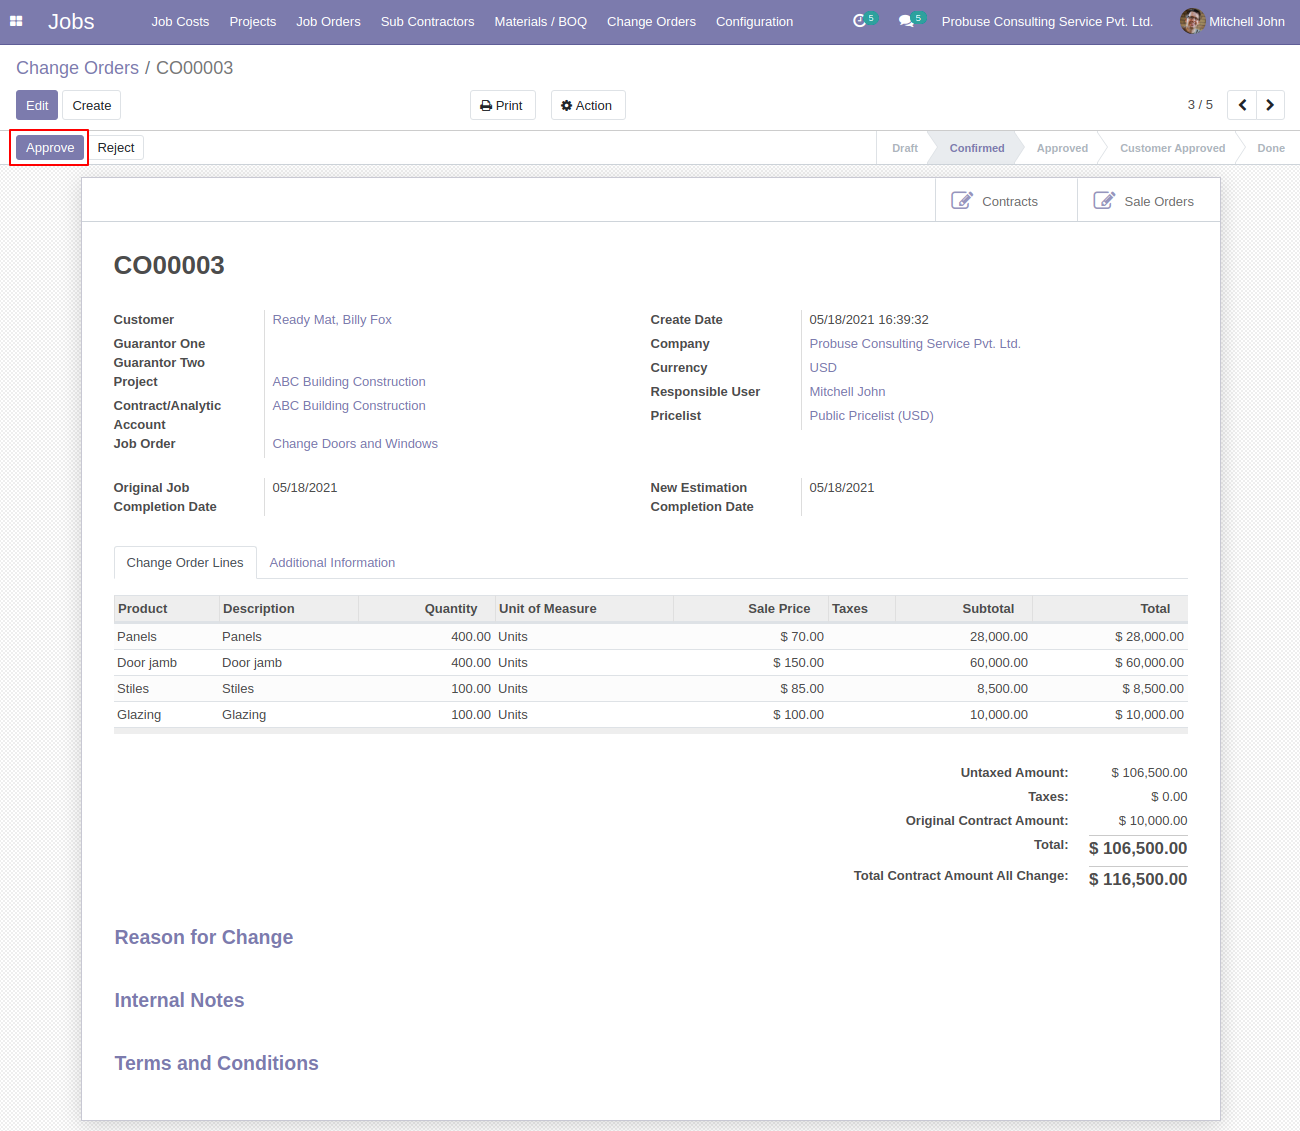 Jobs Job Costs Projects Job Orders Sub Contractors Materials / BOQ Change Orders Configuration 5 5 Probuse Consulting Service Pvt. Ltd. Mitchell John
Change Orders / CO00003
Edit Create Print Action 3 / 5
Approve Reject Draft Confirmed Approved Customer Approved Done
Contracts Sale Orders
CO00003
Customer Ready Mat, Billy Fox Create Date 05/18/2021 16:39:32
Guarantor One Company Probuse Consulting Service Pvt. Ltd.
Guarantor Two Currency USD
Project ABC Building Construction Responsible User Mitchell John
Contract/Analytic ABC Building Construction Pricelist Public Pricelist (USD)
Account
Job Order Change Doors and Windows
Original Job 05/18/2021 New Estimation 05/18/2021
Completion Date Completion Date
Change Order Lines Additional Information
Product Description Quantity Unit of Measure Sale Price Taxes Subtotal Total
Panels Panels 400.00 Units $ 70.00 28,000.00 $ 28,000.00
Door jamb Door jamb 400.00 Units $ 150.00 60,000.00 $ 60,000.00
Stiles Stiles 100.00 Units $ 85.00 8,500.00 $ 8,500.00
Glazing Glazing 100.00 Units $ 100.00 10,000.00 $ 10,000.00
Untaxed Amount: $ 106,500.00
Taxes: $ 0.00
Original Contract Amount: $ 10,000.00
Total: $ 106,500.00
Total Contract Amount All Change: $ 116,500.00
Reason for Change
Internal Notes
Terms and Conditions